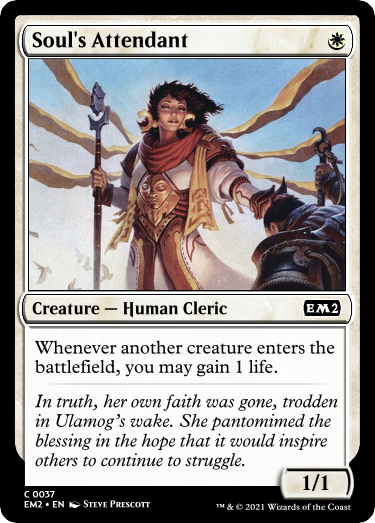 Soul's Attendant
Creature — Human Cleric
EM2
Whenever another creature enters the
battlefield, you may gain 1 life.
In truth, her own faith was gone, trodden
in Ulamog's wake. She pantomimed the
blessing in the hope that it would inspire
others to continue to struggle.
1/1
C 0037
EM2 • EN Steve Prescott
™ & © 2021 Wizards of the Coast